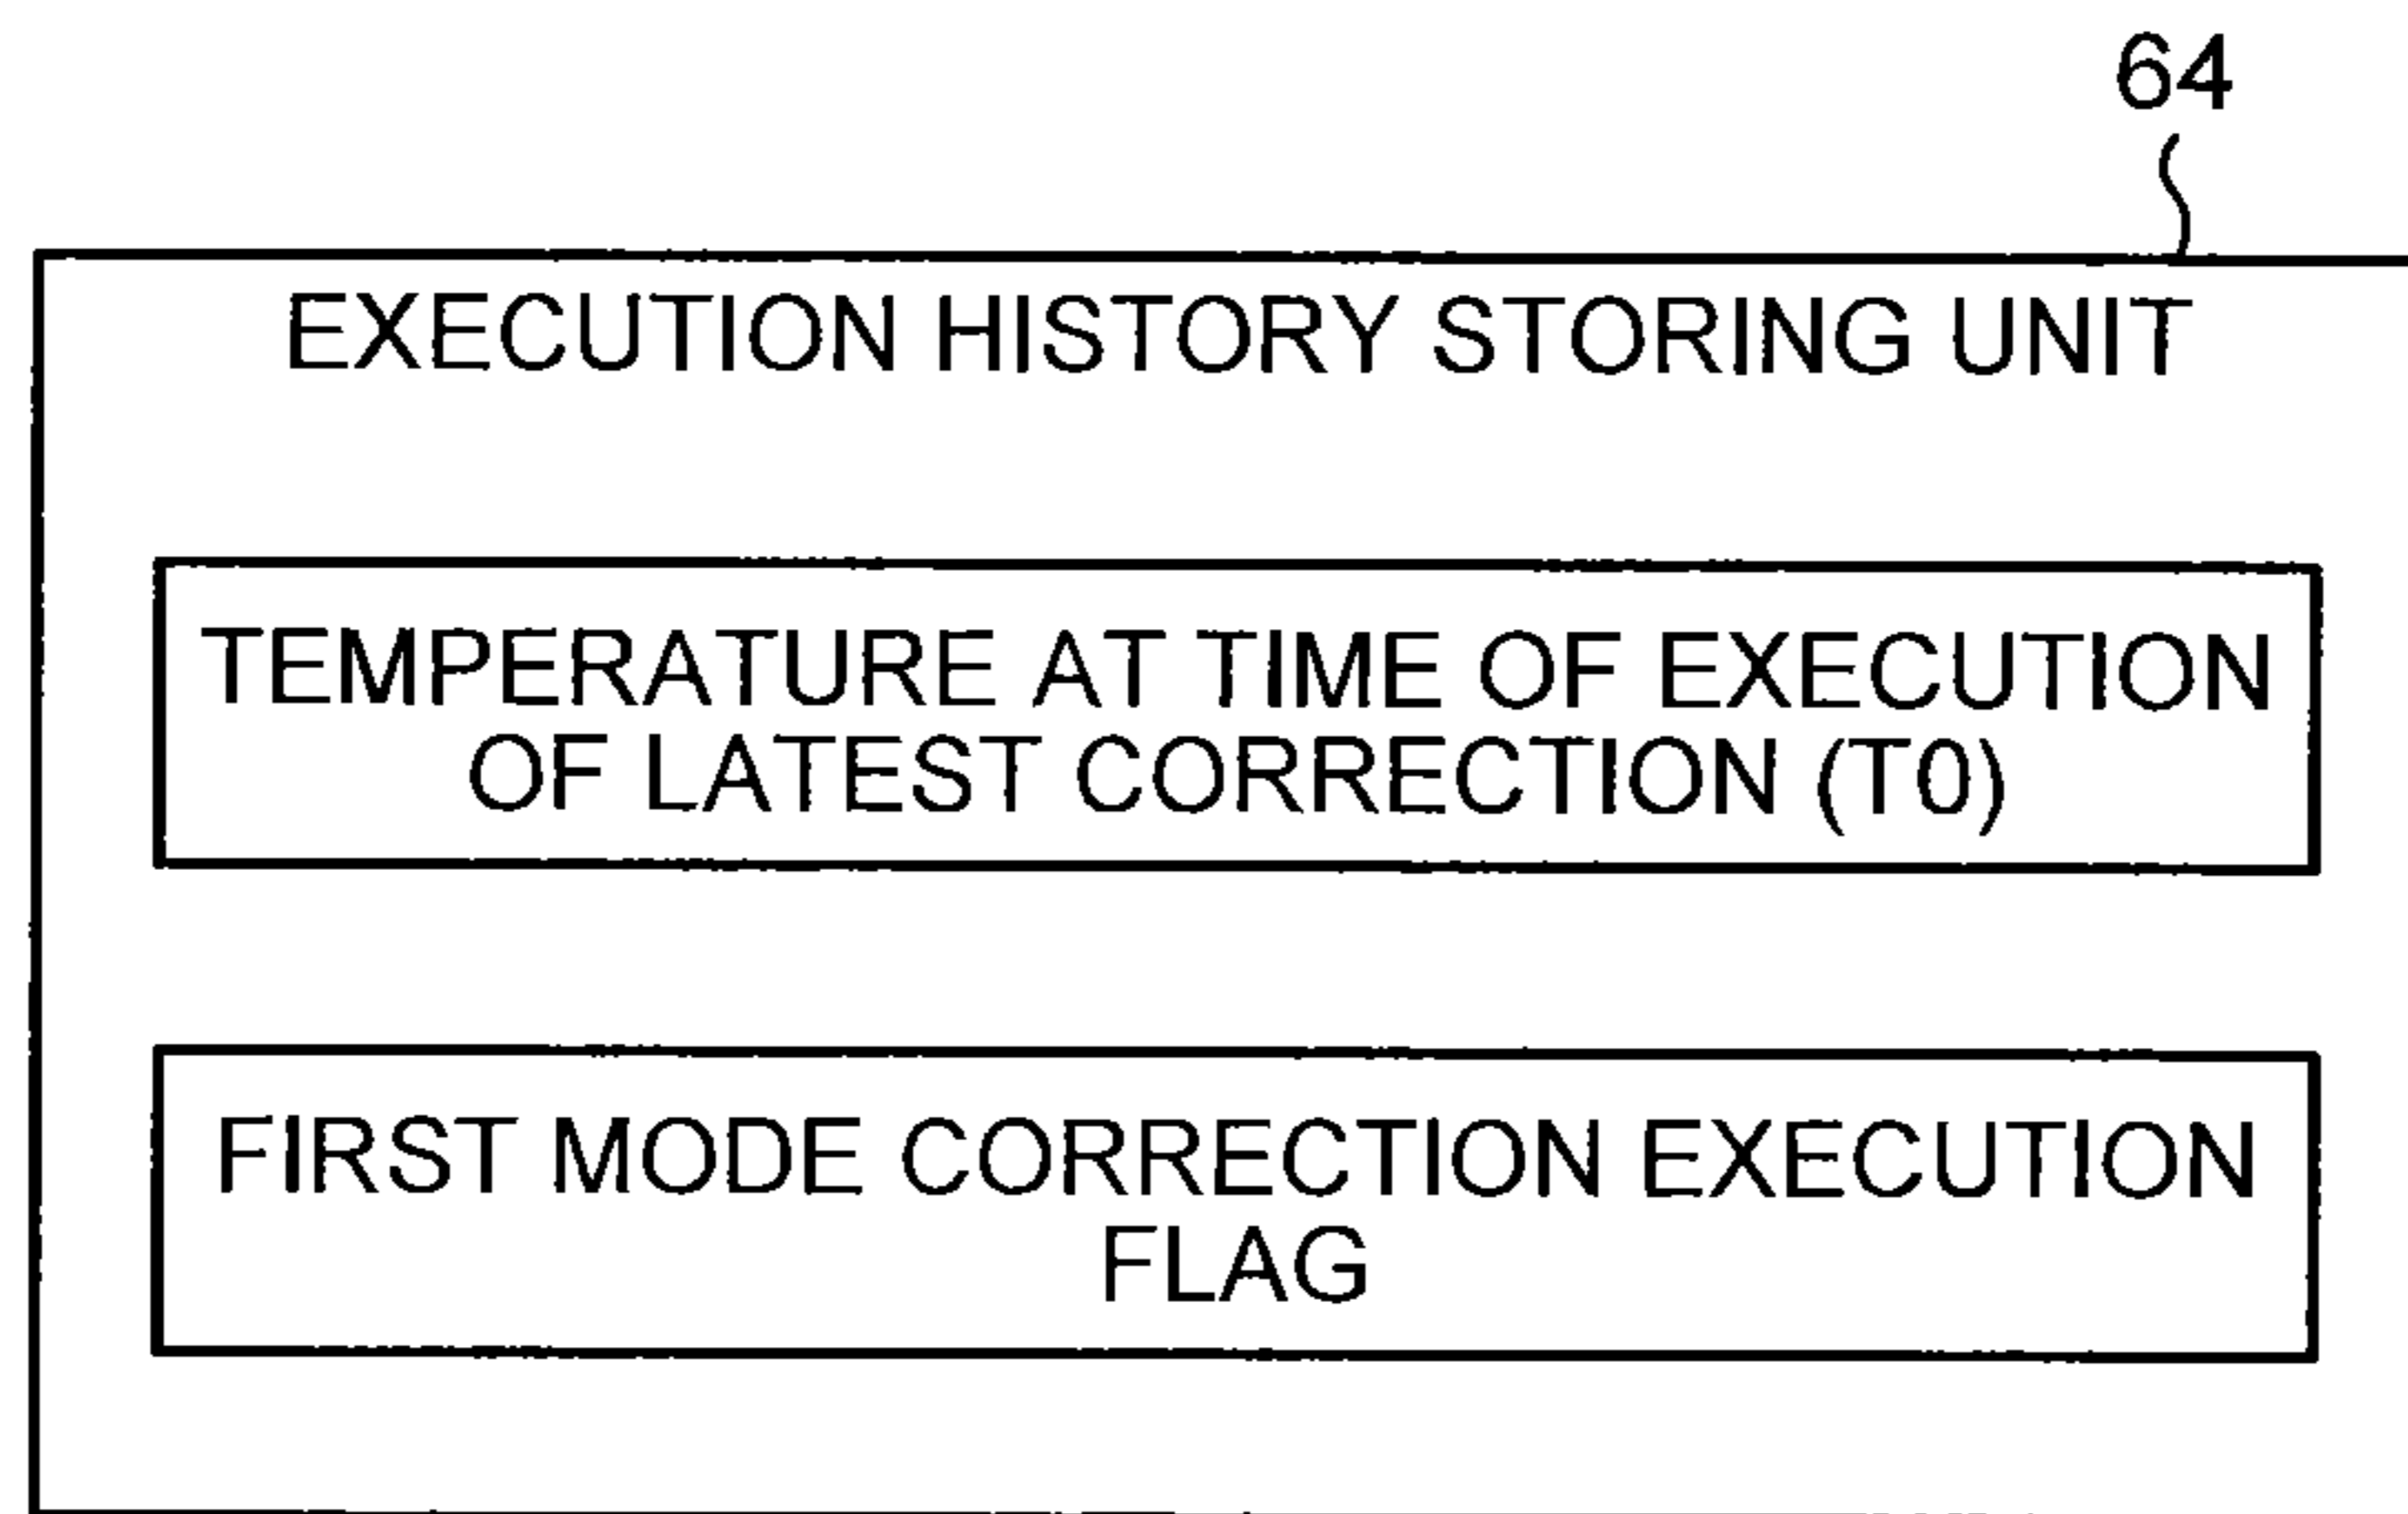 64
EXECUTION HISTORY STORING UNIT
TEMPERATURE AT TIME OF EXECUTION
OF LATEST CORRECTION (T0)
FIRST MODE CORRECTION EXECUTION
FLAG